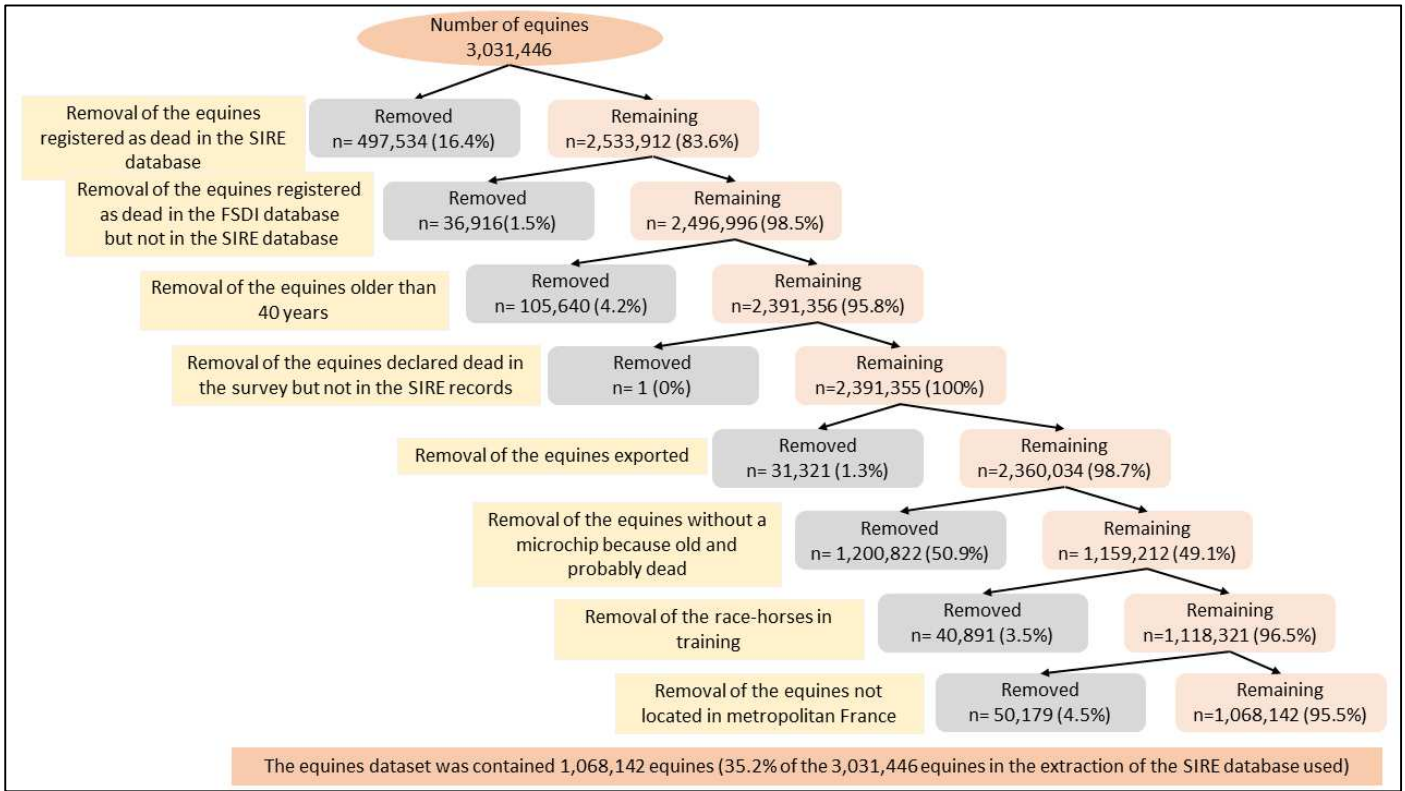 Number of equines
3,031,446
Removal of the equines
registered as dead in the SIRE
database
Removed
n= 497,534 (16.4%)
Remaining
n=2,533,912 (83.6%)
Removal of the equines registered
as dead in the FSDI database
but not in the SIRE database
Removed
n= 36,916(1.5%)
Remaining
n= 2,496,996 (98.5%)
Removal of the equines older than
40 years
Removed
n= 105,640 (4.2%)
Remaining
n=2,391,356 (95.8%)
Removal of the equines declared dead in
the survey but not in the SIRE records
Removed
n= 1 (0%)
Remaining
n=2,391,355 (100%)
Removal of the equines exported
Removed
n= 31,321 (1.3%)
Remaining
n=2,360,034 (98.7%)
Removal of the equines without a
microchip because old and
probably dead
Removed
n= 1,200,822 (50.9%)
Remaining
n= 1,159,212 (49.1%)
Removal of the race-horses in
training
Removed
n= 40,891 (3.5%)
Remaining
n=1,118,321 (96.5%)
Removal of the equines not
located in metropolitan France
Removed
n= 50,179 (4.5%)
Remaining
n=1,068,142 (95.5%)
The equines dataset was contained 1,068,142 equines (35.2% of the 3,031,446 equines in the extraction of the SIRE database used)